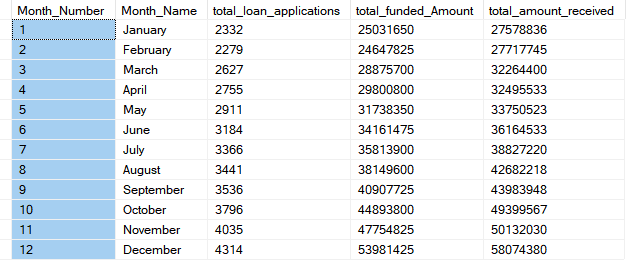 Month_Number Month_Name total_loan_applications total_funded_Amount total_amount_received
1 January 2332 25031650 27578836
2 February 2279 24647825 27717745
3 March 2627 28875700 32264400
4 April 2755 29800800 32495533
5 May 2911 31738350 33750523
6 June 3184 34161475 36164533
7 July 3366 35813900 38827220
8 August 3441 38149600 42682218
9 September 3536 40907725 43983948
10 October 3796 44893800 49399567
11 November 4035 47754825 50132030
12 December 4314 53981425 58074380